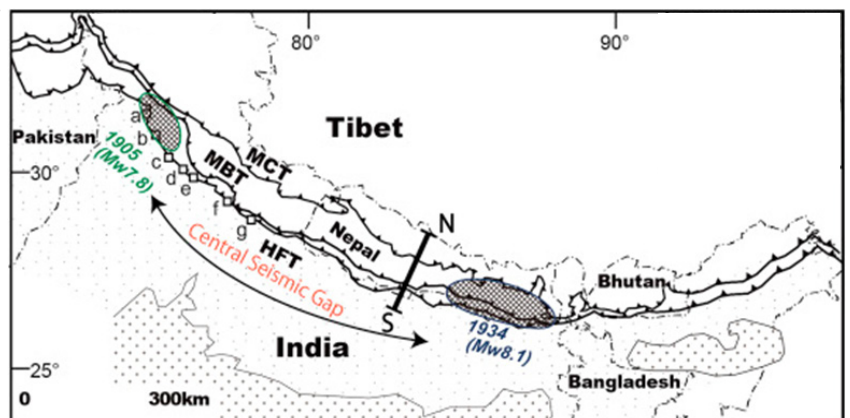 80°
90°
Tibet
Pakistan
a
b
c
d
e
f
g
1905
(Mw7.8)
30°
MBT
MCT
HFT
Nepal
N
S
Central Seismic Gap
Bhutan
1934
(Mw8.1)
India
25°
Bangladesh
0
300km